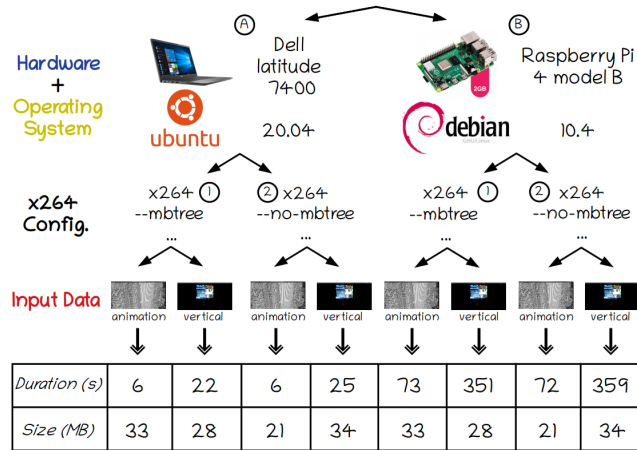 A
B
Hardware
+
Operating
System
Dell
latitude
7400
Raspberry Pi
4 model B
2GB
ubuntu
20.04
debian
GNU/Linux
10.4
x264
Config.
x264 1
--mbtree
...
2 x264
--no-mbtree
...
x264 1
--mbtree
...
2 x264
--no-mbtree
...
Input Data
animation vertical animation vertical animation vertical animation vertical
Duration (s) 6 22 6 25 73 351 72 359
Size (MB) 33 28 21 34 33 28 21 34